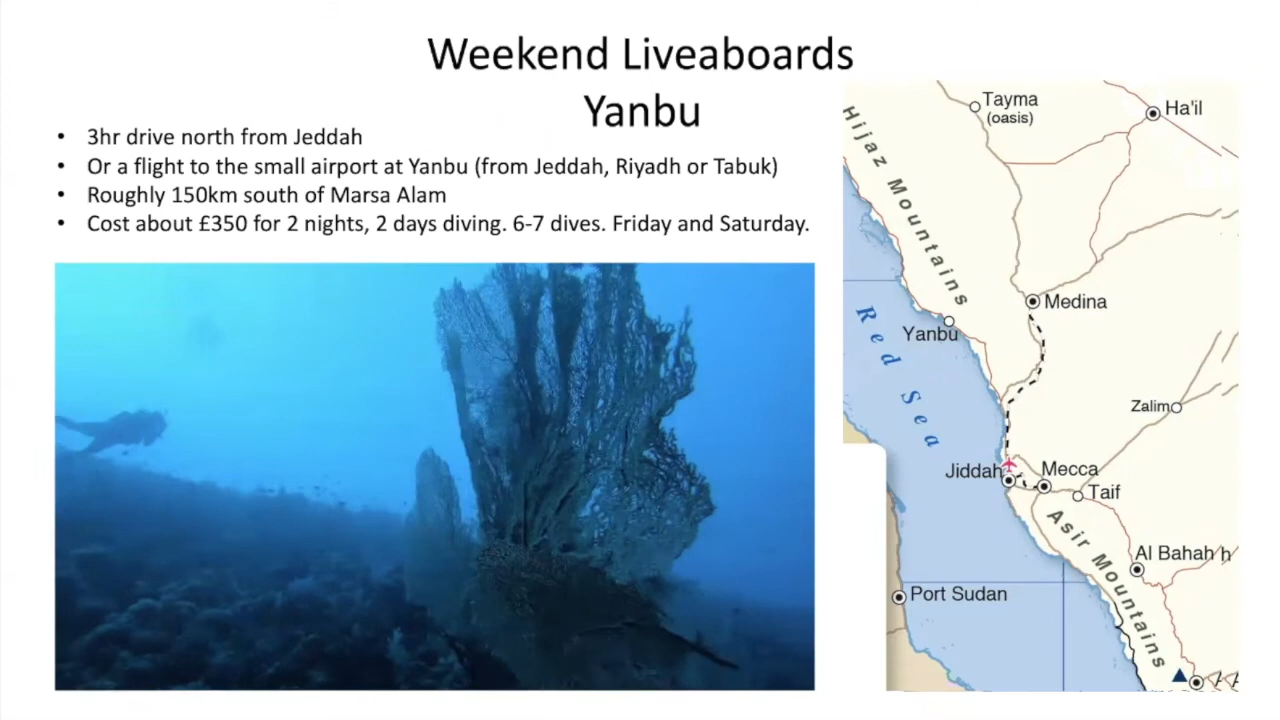 Weekend Liveaboards
Yanbu
• 3hr drive north from Jeddah
• Or a flight to the small airport at Yanbu (from Jeddah, Riyadh or Tabuk)
• Roughly 150km south of Marsa Alam
• Cost about £350 for 2 nights, 2 days diving. 6-7 dives. Friday and Saturday.
Tayma
(oasis)
Ha'il
Hijaz Mountains
Medina
Yanbu
Red Sea
Zalim
Jiddah
Mecca
Taif
Asir Mountains
Al Bahah
Port Sudan